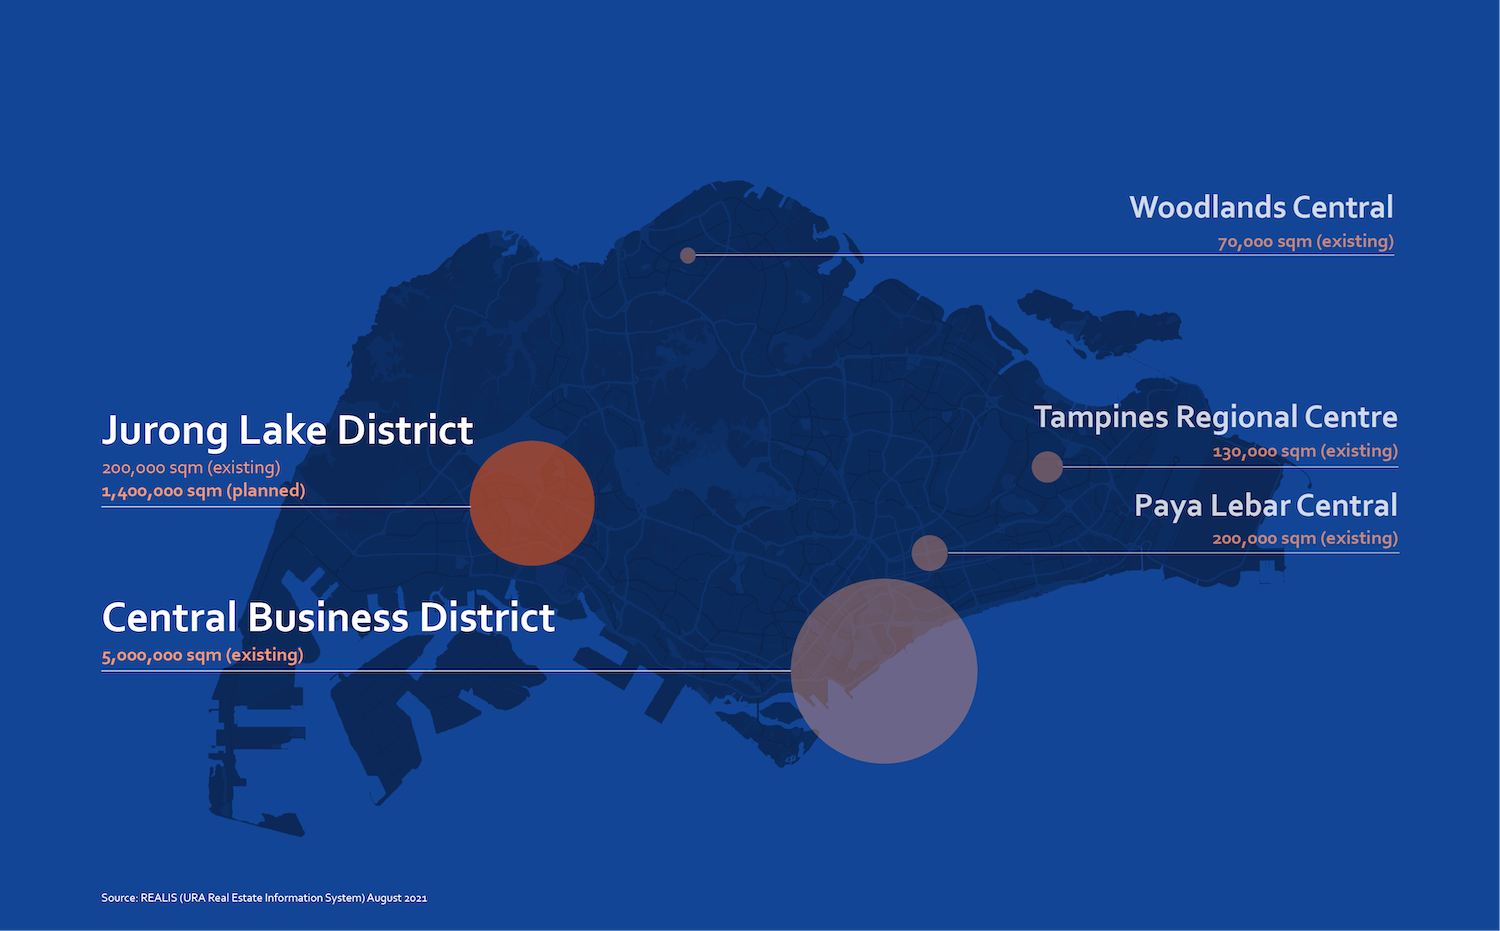 Woodlands Central
70,000 sqm (existing)
Jurong Lake District
200,000 sqm (existing)
1,400,000 sqm (planned)
Tampines Regional Centre
130,000 sqm (existing)
Paya Lebar Central
200,000 sqm (existing)
Central Business District
5,000,000 sqm (existing)
Source: REALIS (URA Real Estate Information System) August 2021